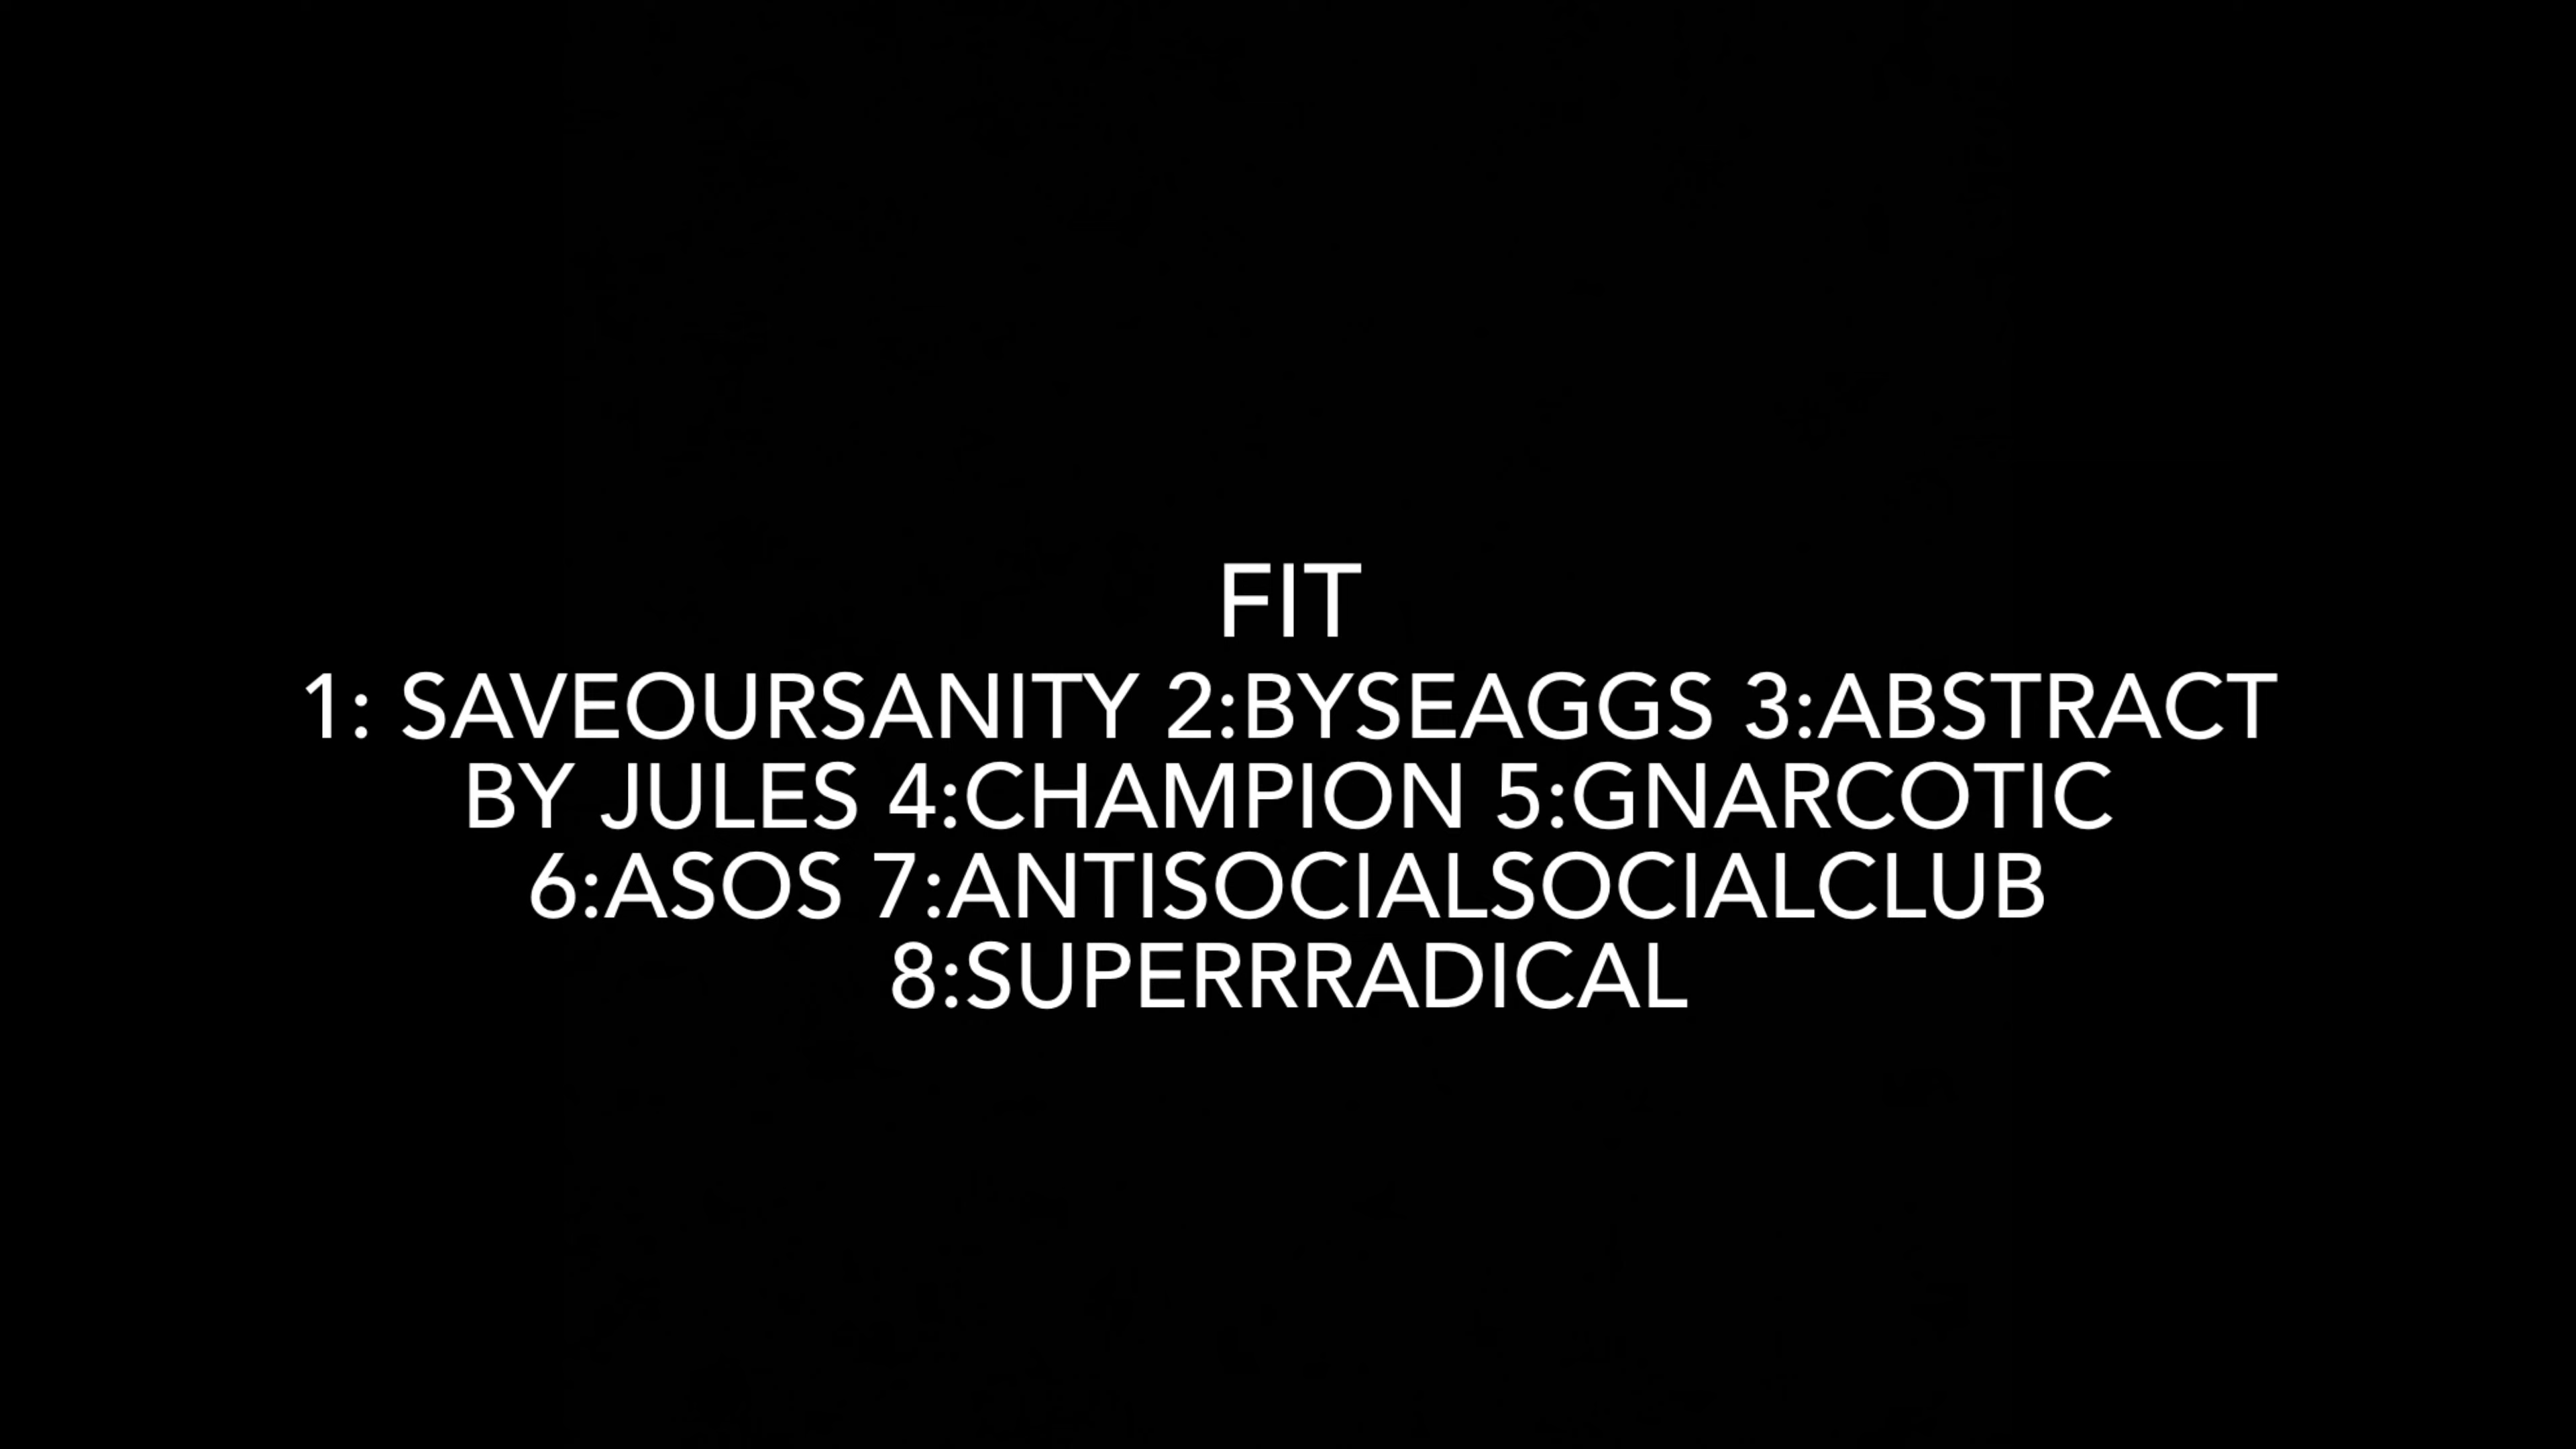 FIT
1: SAVEOURSANITY 2:BYSEAGGS 3:ABSTRACT
BY JULES 4:CHAMPION 5:GNARCOTIC
6:ASOS 7:ANTISOCIALSOCIALCLUB
8:SUPERRRADICAL